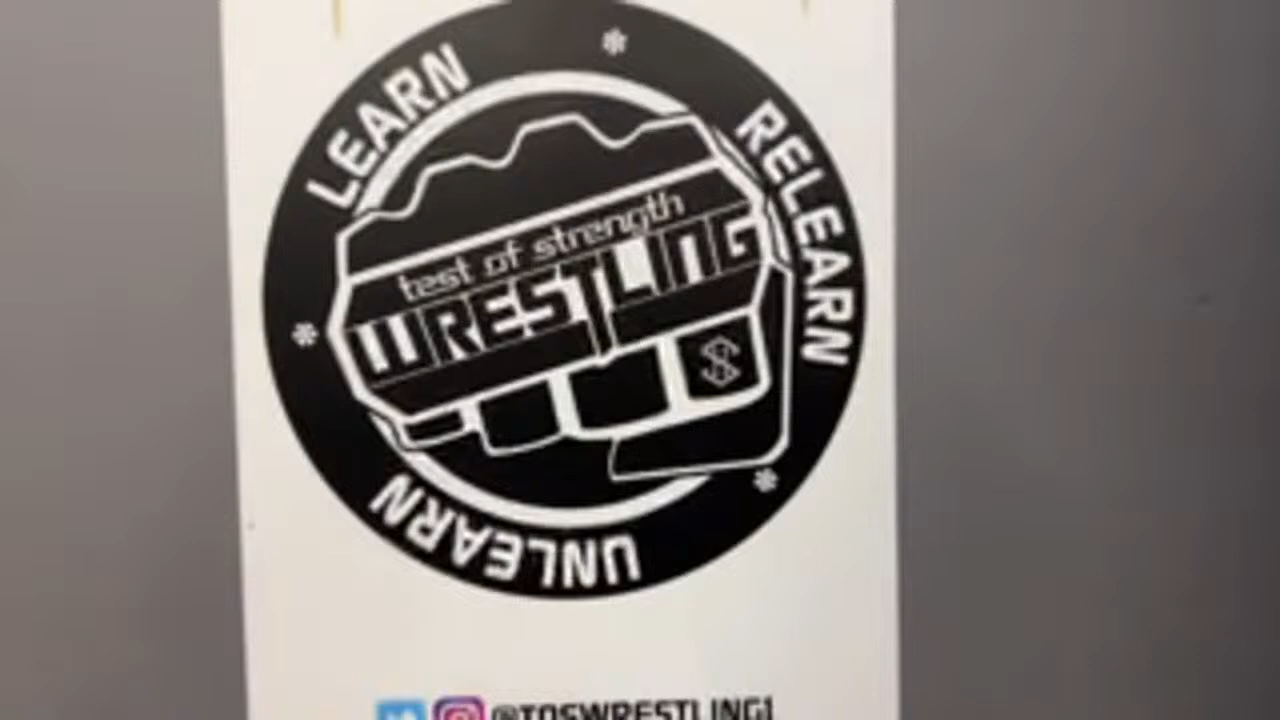 LEARN * RELEARN * UNLEARN *
test of strength
WRESTLING
S
@TOSWRESTLING1